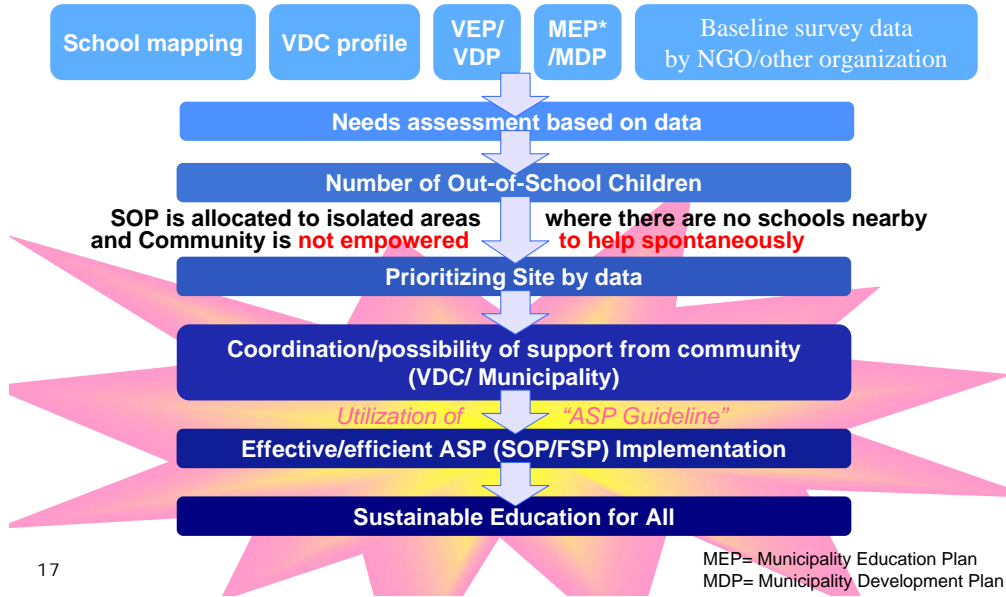 School mapping
VDC profile
VEP/
VDP
MEP*
/MDP
Baseline survey data
by NGO/other organization
Needs assessment based on data
Number of Out-of-School Children
SOP is allocated to isolated areas where there are no schools nearby
and Community is not empowered to help spontaneously
Prioritizing Site by data
Coordination/possibility of support from community
(VDC/ Municipality)
Utilization of “ASP Guideline”
Effective/efficient ASP (SOP/FSP) Implementation
Sustainable Education for All
17
MEP= Municipality Education Plan
MDP= Municipality Development Plan